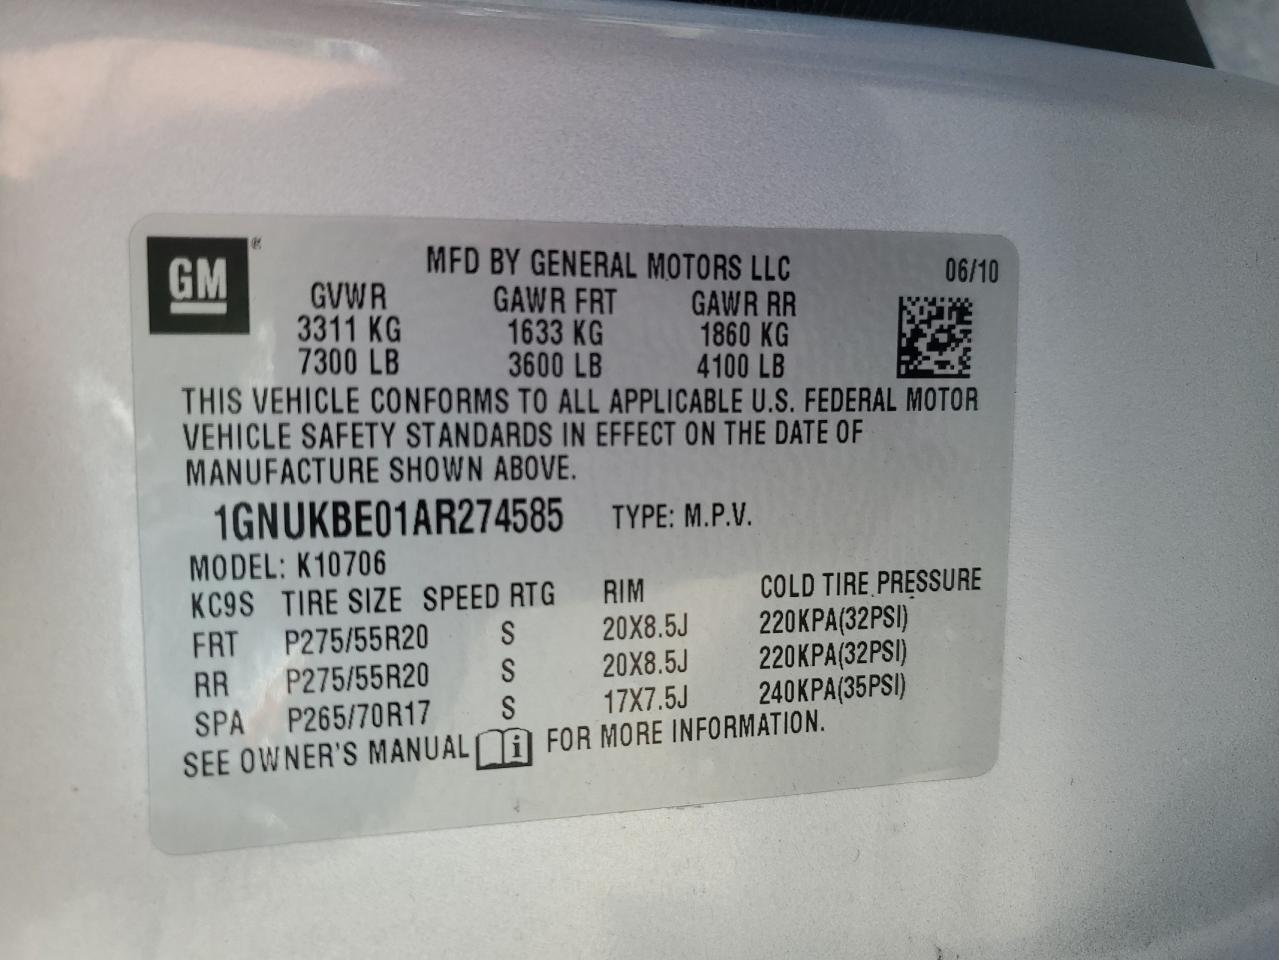 GM®
MFD BY GENERAL MOTORS LLC 06/10
GVWR GAWR FRT GAWR RR
3311 KG 1633 KG 1860 KG
7300 LB 3600 LB 4100 LB
THIS VEHICLE CONFORMS TO ALL APPLICABLE U.S. FEDERAL MOTOR
VEHICLE SAFETY STANDARDS IN EFFECT ON THE DATE OF
MANUFACTURE SHOWN ABOVE.
1GNUKBE01AR274585 TYPE: M.P.V.
MODEL: K10706
KC9S TIRE SIZE SPEED RTG RIM COLD TIRE PRESSURE
FRT P275/55R20 S 20X8.5J 220KPA(32PSI)
RR P275/55R20 S 20X8.5J 220KPA(32PSI)
SPA P265/70R17 S 17X7.5J 240KPA(35PSI)
SEE OWNER'S MANUAL i FOR MORE INFORMATION.